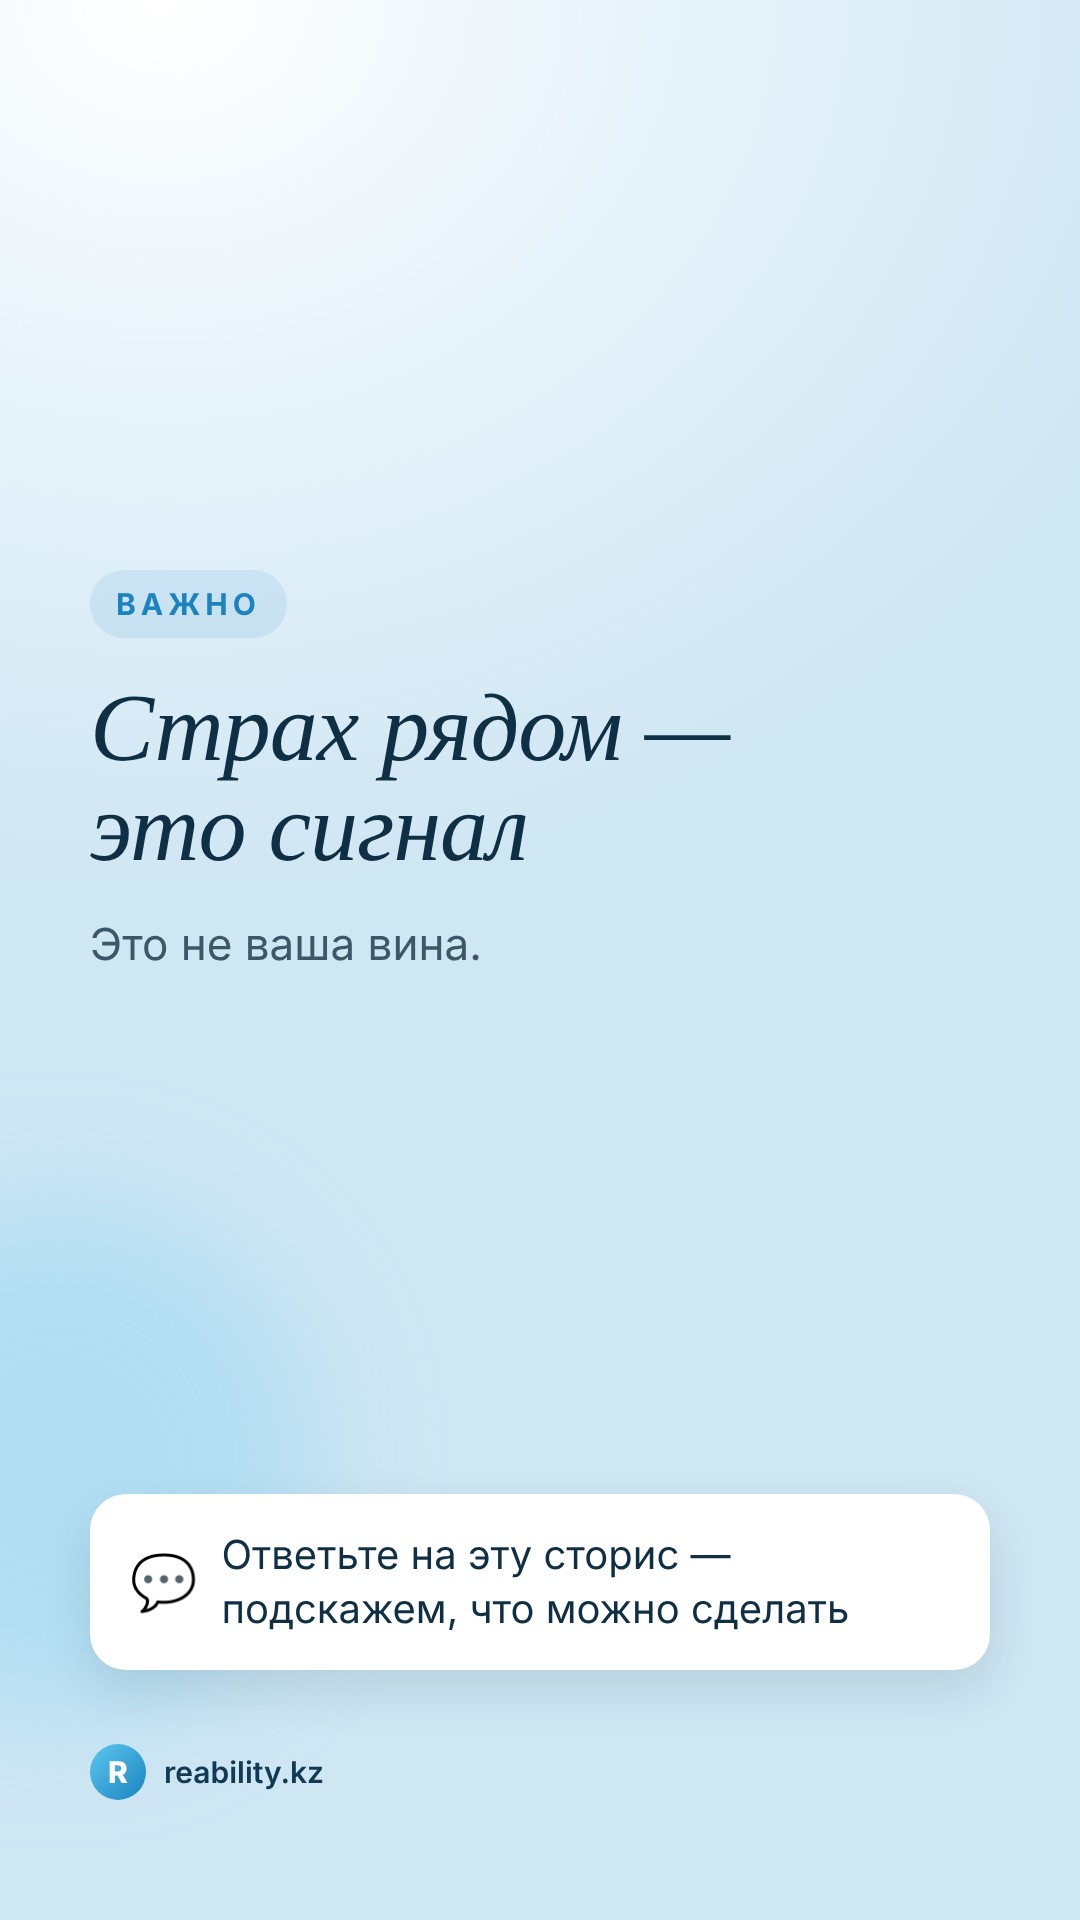 ВАЖНО
Страх рядом —
это сигнал
Это не ваша вина.
Ответьте на эту сторис —
подскажем, что можно сделать
R reability.kz